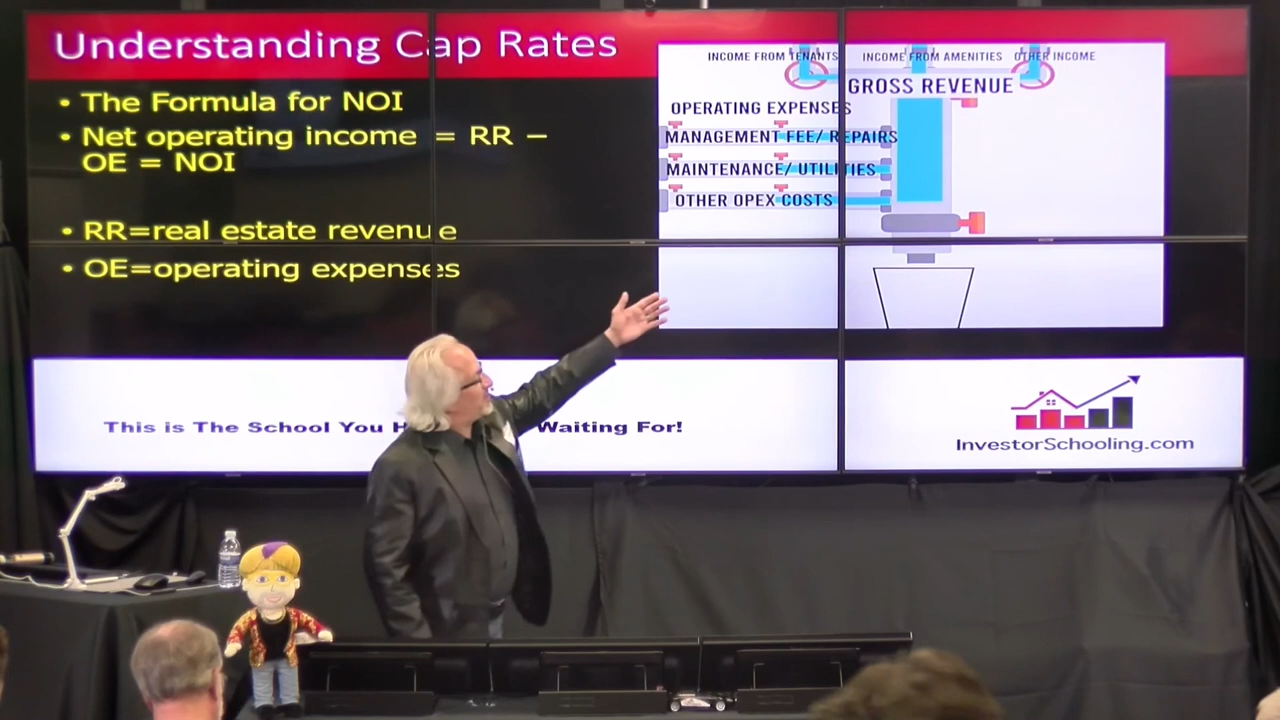 Understanding Cap Rates
• The Formula for NOI
• Net operating income = RR –
OE = NOI
• RR=real estate revenue
• OE=operating expenses
INCOME FROM TENANTS
INCOME FROM AMENITIES
OTHER INCOME
GROSS REVENUE
OPERATING EXPENSES
MANAGEMENT FEE/ REPAIRS
MAINTENANCE/ UTILITIES
OTHER OPEX COSTS
This is The School You H
Waiting For!
InvestorSchooling.com